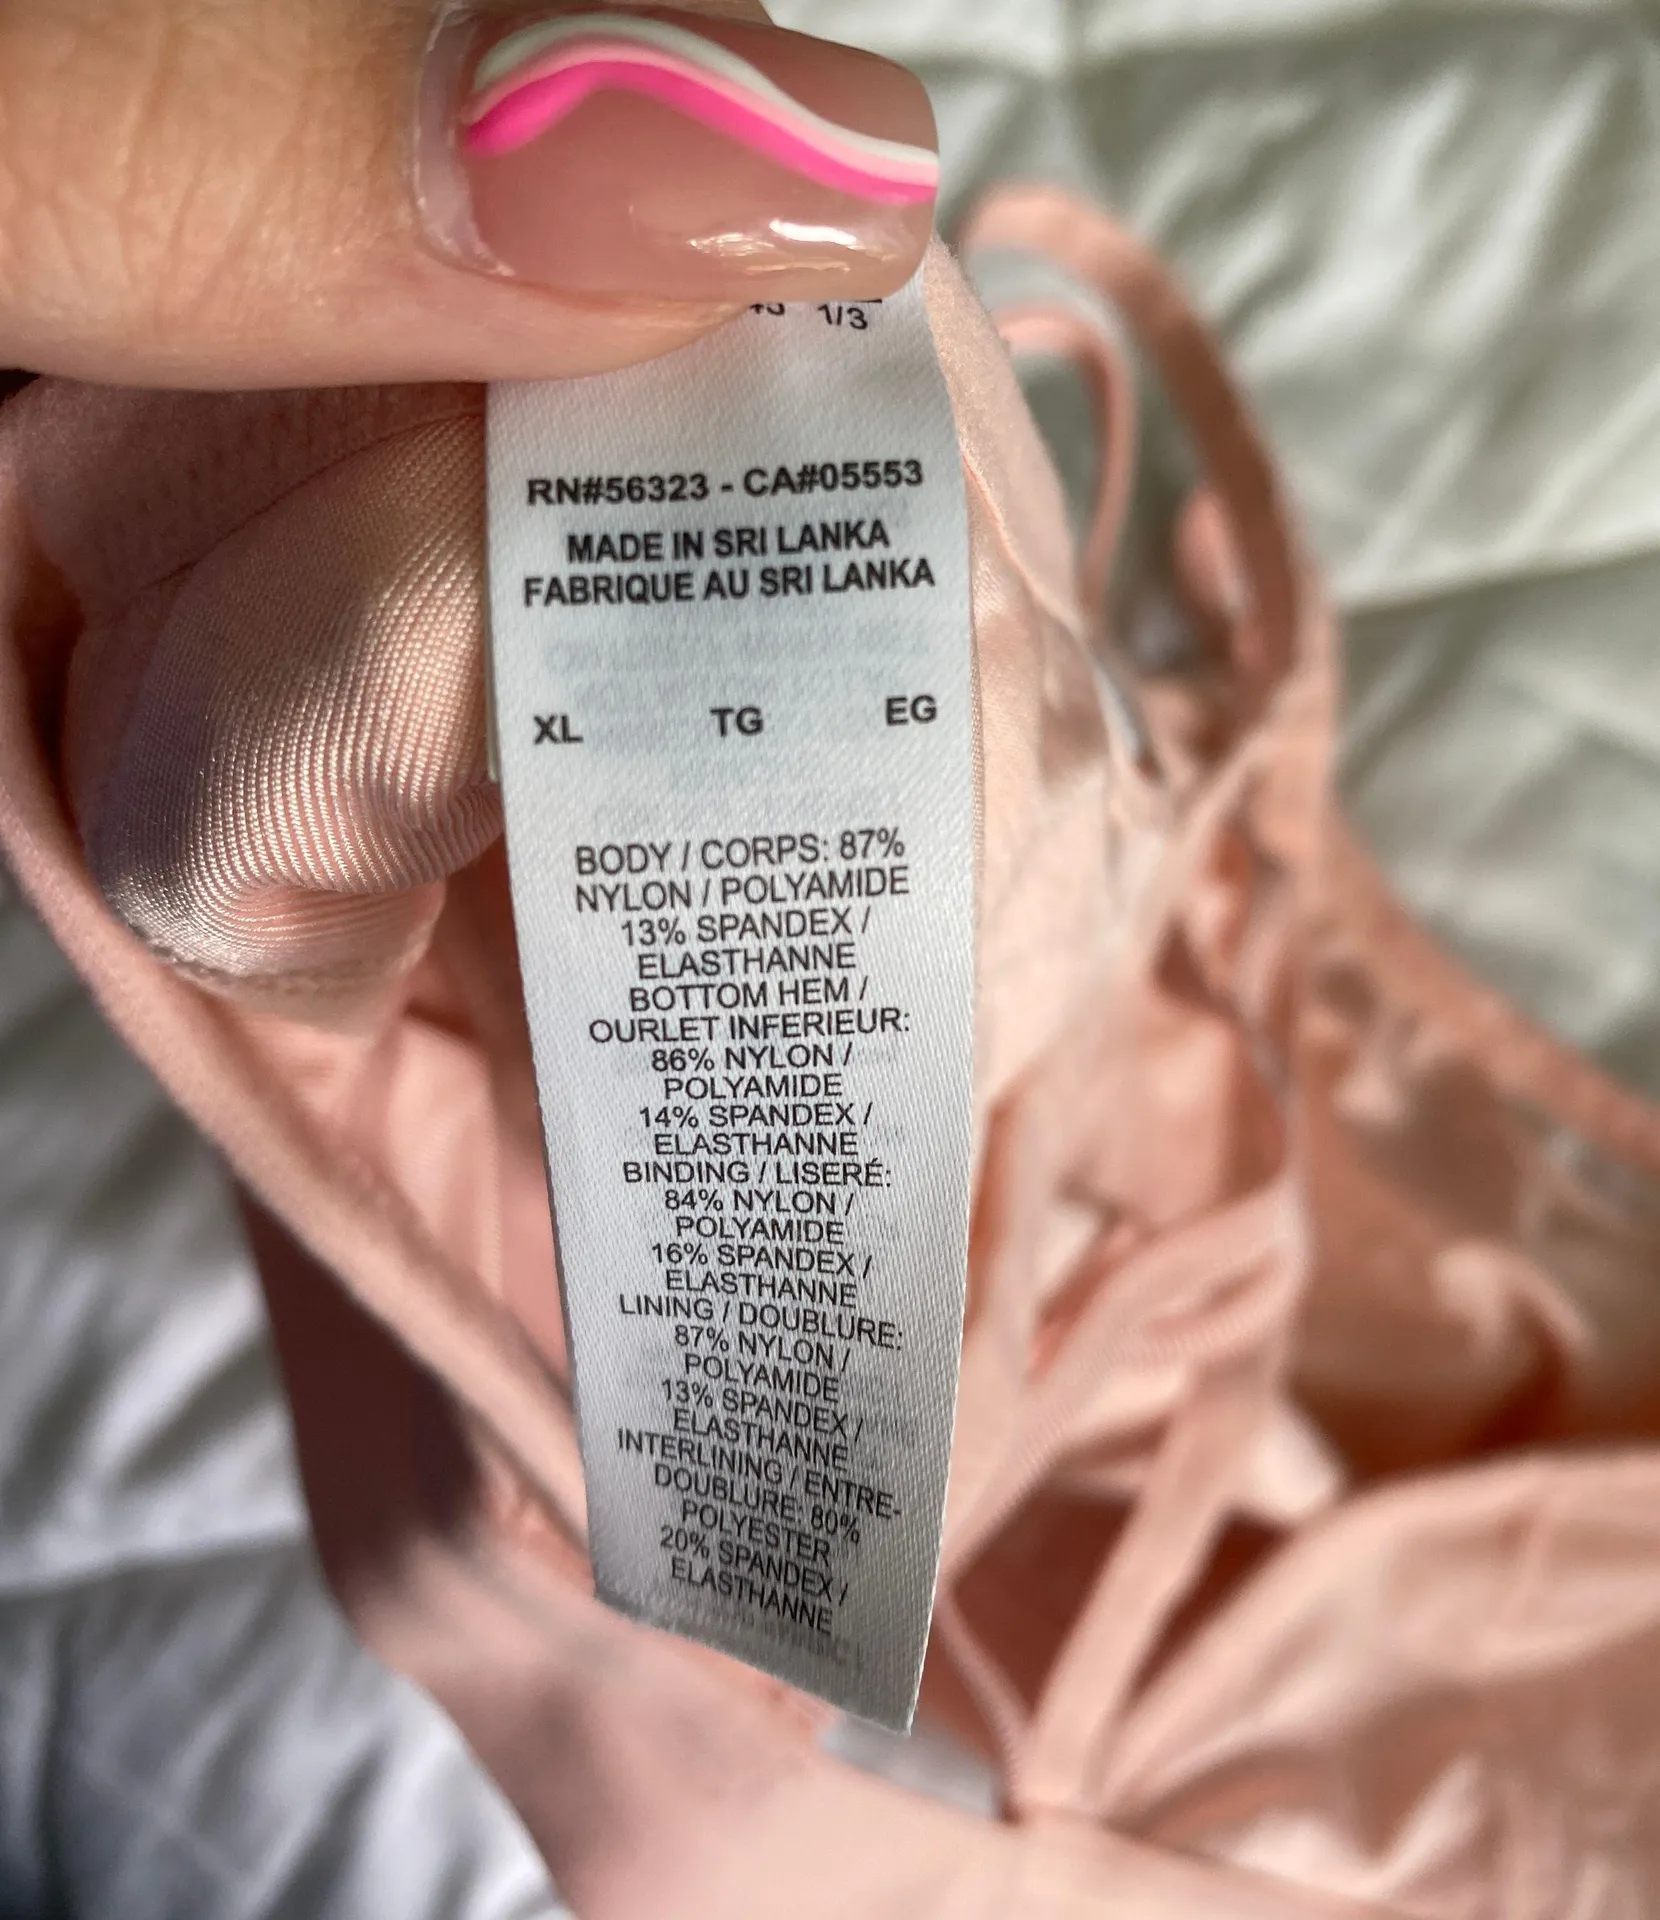 1/3
RN#56323 - CA#05553
MADE IN SRI LANKA
FABRIQUE AU SRI LANKA
XL TG EG
BODY / CORPS: 87%
NYLON / POLYAMIDE
13% SPANDEX /
ELASTHANNE
BOTTOM HEM /
OURLET INFERIEUR:
86% NYLON /
POLYAMIDE
14% SPANDEX /
ELASTHANNE
BINDING / LISERÉ:
84% NYLON /
POLYAMIDE
16% SPANDEX /
ELASTHANNE
LINING / DOUBLURE:
87% NYLON /
POLYAMIDE
13% SPANDEX /
ELASTHANNE
INTERLINING / ENTRE-
DOUBLURE: 80%
POLYESTER
20% SPANDEX /
ELASTHANNE